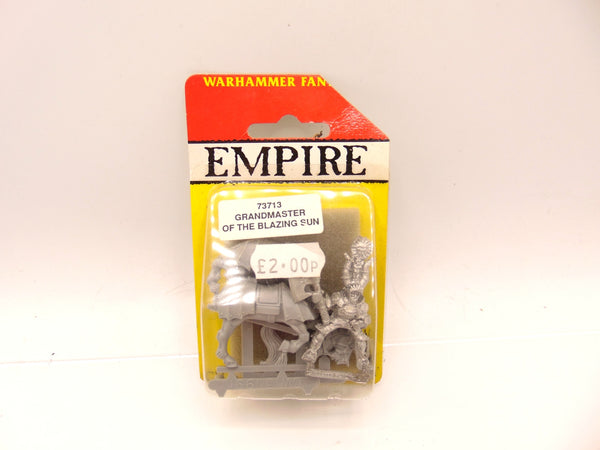 WARHAMMER FAN
EMPIRE
73713
GRANDMASTER
OF THE BLAZING SUN
£2·00P